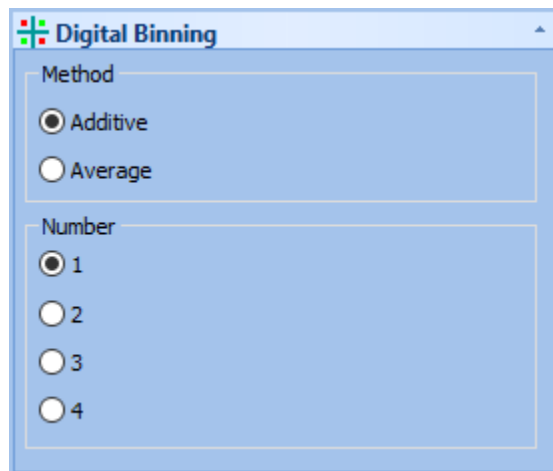 Digital Binning
Method
Additive
Average
Number
1
2
3
4